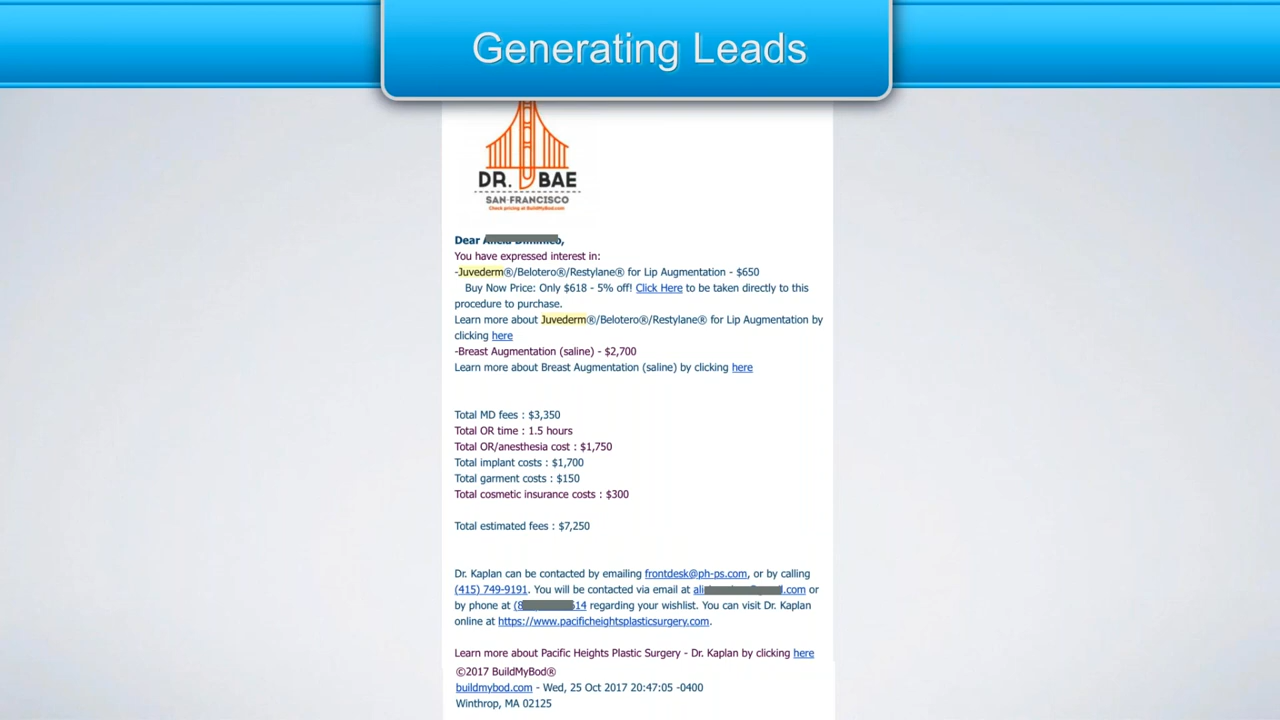 Generating Leads
DR. BAE
SAN FRANCISCO
Check pricing at BuildMyBod.com
Dear
You have expressed interest in:
-Juvederm®/Belotero®/Restylane® for Lip Augmentation - $650
Buy Now Price: Only $618 - 5% off! Click Here to be taken directly to this
procedure to purchase.
Learn more about Juvederm®/Belotero®/Restylane® for Lip Augmentation by
clicking here
-Breast Augmentation (saline) - $2,700
Learn more about Breast Augmentation (saline) by clicking here
Total MD fees : $3,350
Total OR time : 1.5 hours
Total OR/anesthesia cost : $1,750
Total implant costs : $1,700
Total garment costs : $150
Total cosmetic insurance costs : $300
Total estimated fees : $7,250
Dr. Kaplan can be contacted by emailing frontdesk@ph-ps.com, or by calling
(415) 749-9191. You will be contacted via email at or
by phone at regarding your wishlist. You can visit Dr. Kaplan
online at https://www.pacificheightsplasticsurgery.com.
Learn more about Pacific Heights Plastic Surgery - Dr. Kaplan by clicking here
©2017 BuildMyBod®
buildmybod.com - Wed, 25 Oct 2017 20:47:05 -0400
Winthrop, MA 02125